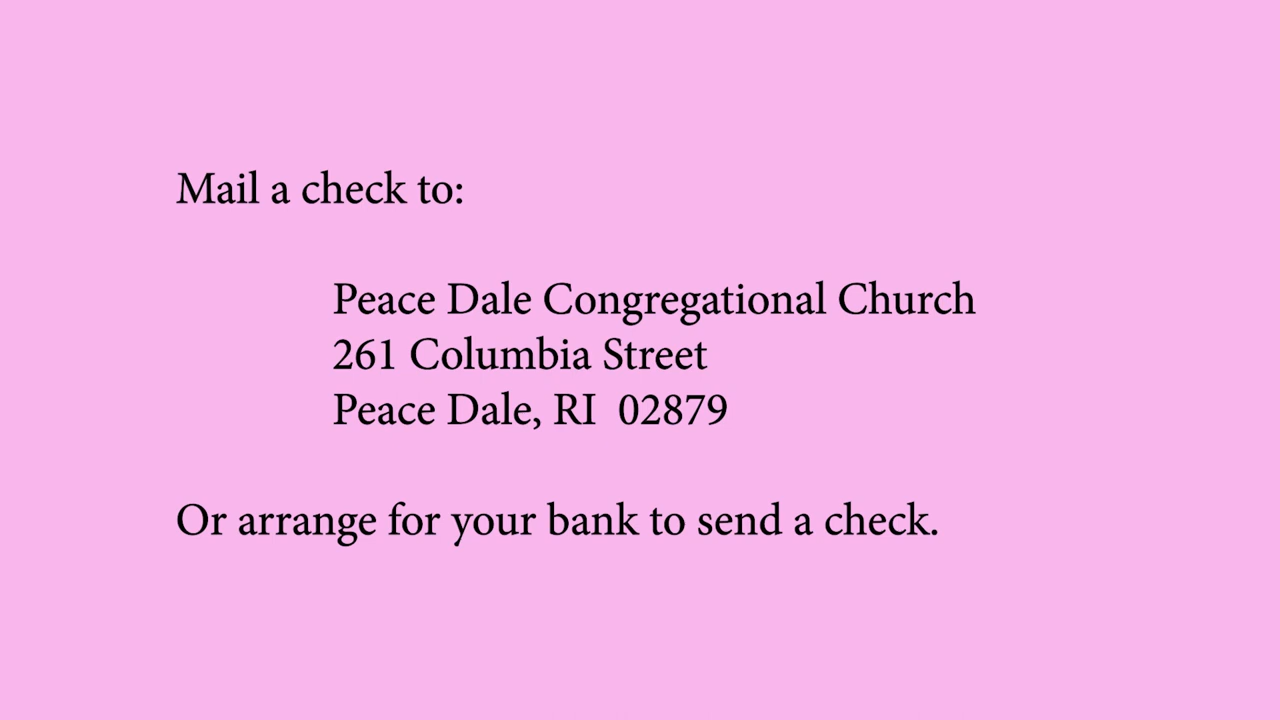 Mail a check to:
Peace Dale Congregational Church
261 Columbia Street
Peace Dale, RI  02879
Or arrange for your bank to send a check.